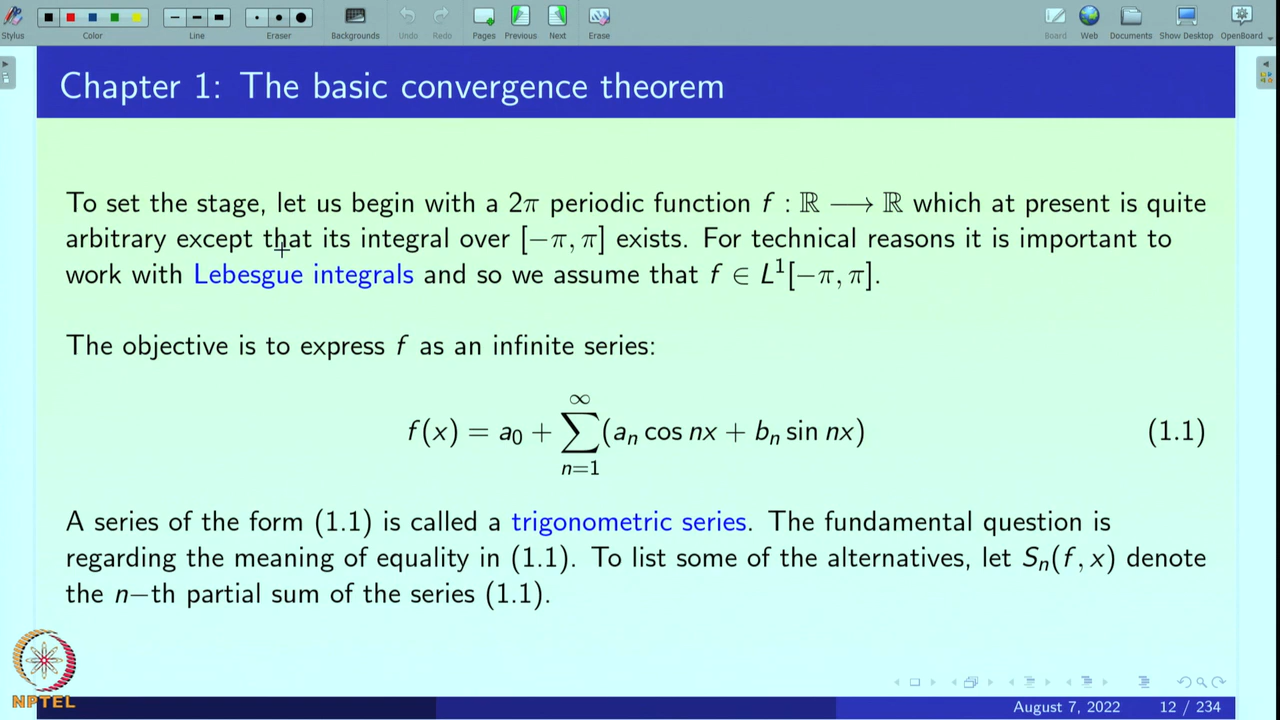 Stylus
Color
Line
Eraser
Backgrounds
Undo
Redo
Pages
Previous
Next
Erase
Board
Web
Documents
Show Desktop
OpenBoard
Chapter 1: The basic convergence theorem
To set the stage, let us begin with a 2π periodic function f : ℝ ⟶ ℝ which at present is quite
arbitrary except that its integral over [−π, π] exists. For technical reasons it is important to
work with Lebesgue integrals and so we assume that f ∈ L¹[−π, π].
The objective is to express f as an infinite series:
f(x) = a₀ + ∑_{n=1}^{∞} (aₙ cos nx + bₙ sin nx) (1.1)
A series of the form (1.1) is called a trigonometric series. The fundamental question is
regarding the meaning of equality in (1.1). To list some of the alternatives, let Sₙ(f, x) denote
the n−th partial sum of the series (1.1).
NPTEL
August 7, 2022 12 / 234